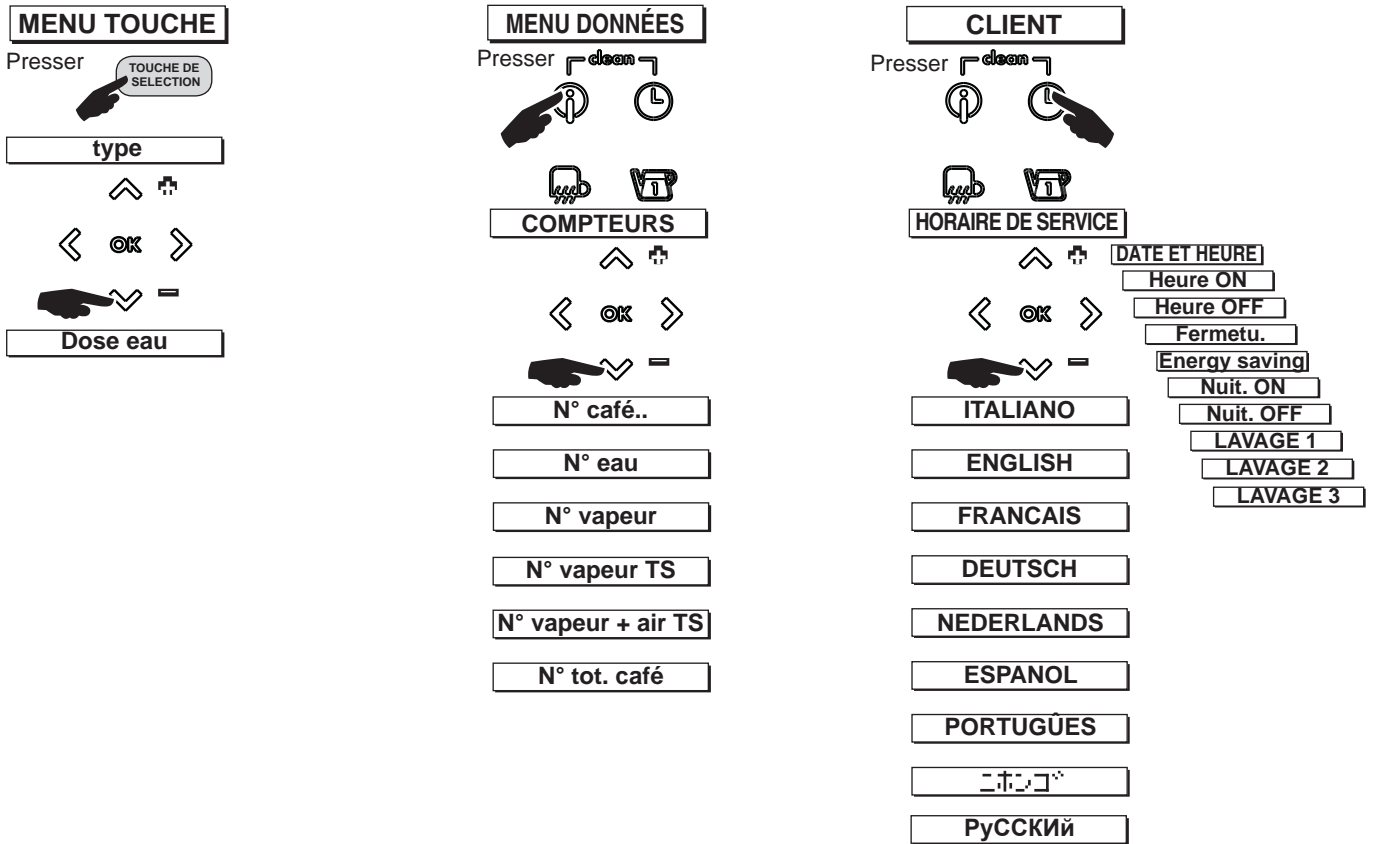 MENU TOUCHE
Presser
TOUCHE DE
SELECTION
type
OK
Dose eau
MENU DONNÉES
Presser
clean
1
COMPTEURS
OK
N° café..
N° eau
N° vapeur
N° vapeur TS
N° vapeur + air TS
N° tot. café
CLIENT
Presser
clean
1
HORAIRE DE SERVICE
DATE ET HEURE
Heure ON
Heure OFF
Fermetu.
Energy saving
Nuit. ON
Nuit. OFF
LAVAGE 1
LAVAGE 2
LAVAGE 3
OK
ITALIANO
ENGLISH
FRANCAIS
DEUTSCH
NEDERLANDS
ESPANOL
PORTUGÛES
ニホンゴ
РуССКИй